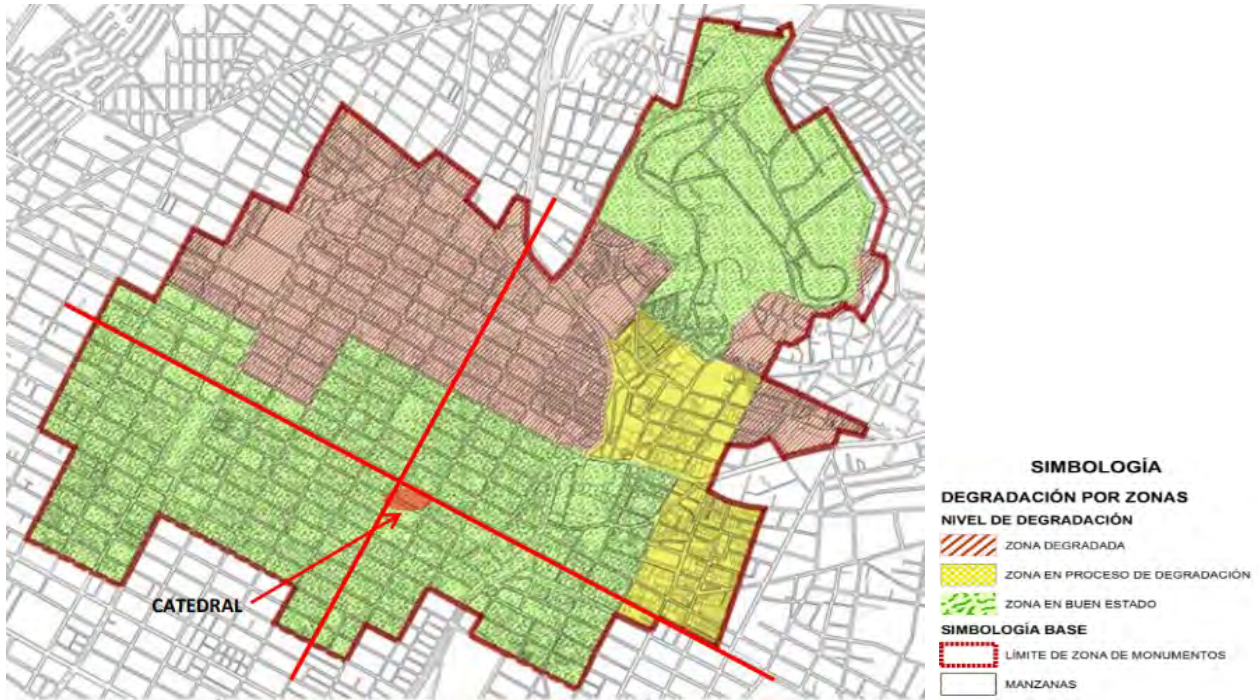 CATEDRAL
SIMBOLOGÍA
DEGRADACIÓN POR ZONAS
NIVEL DE DEGRADACIÓN
ZONA DEGRADADA
ZONA EN PROCESO DE DEGRADACIÓN
ZONA EN BUEN ESTADO
SIMBOLOGÍA BASE
LÍMITE DE ZONA DE MONUMENTOS
MANZANAS